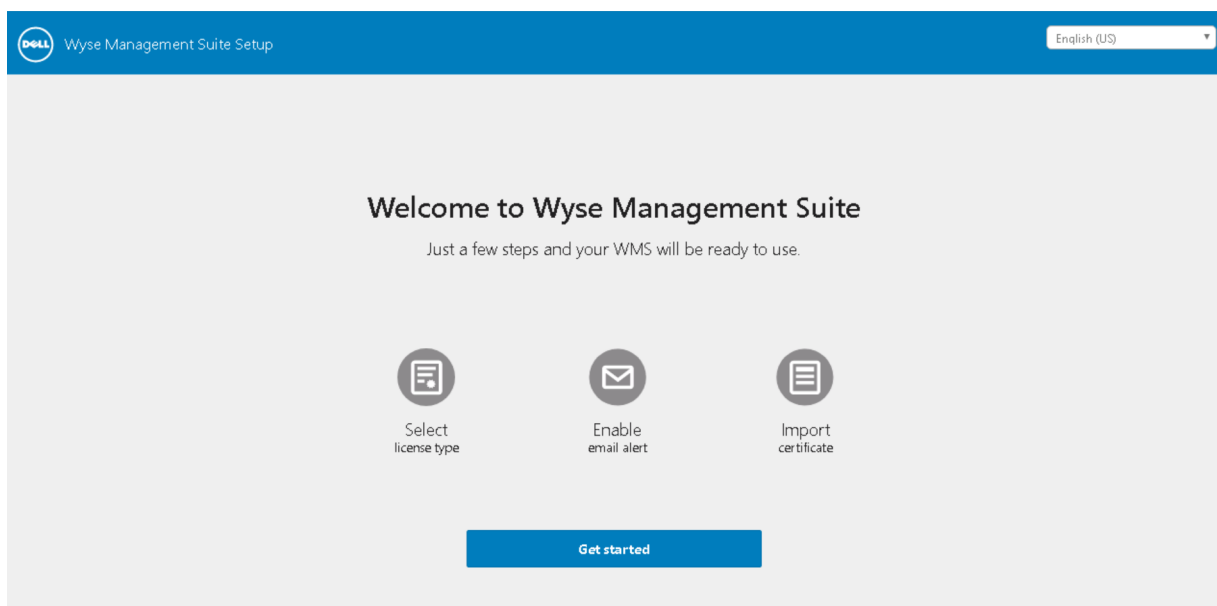 DELL
Wyse Management Suite Setup
English (US)
Welcome to Wyse Management Suite
Just a few steps and your WMS will be ready to use.
Select
license type
Enable
email alert
Import
certificate
Get started